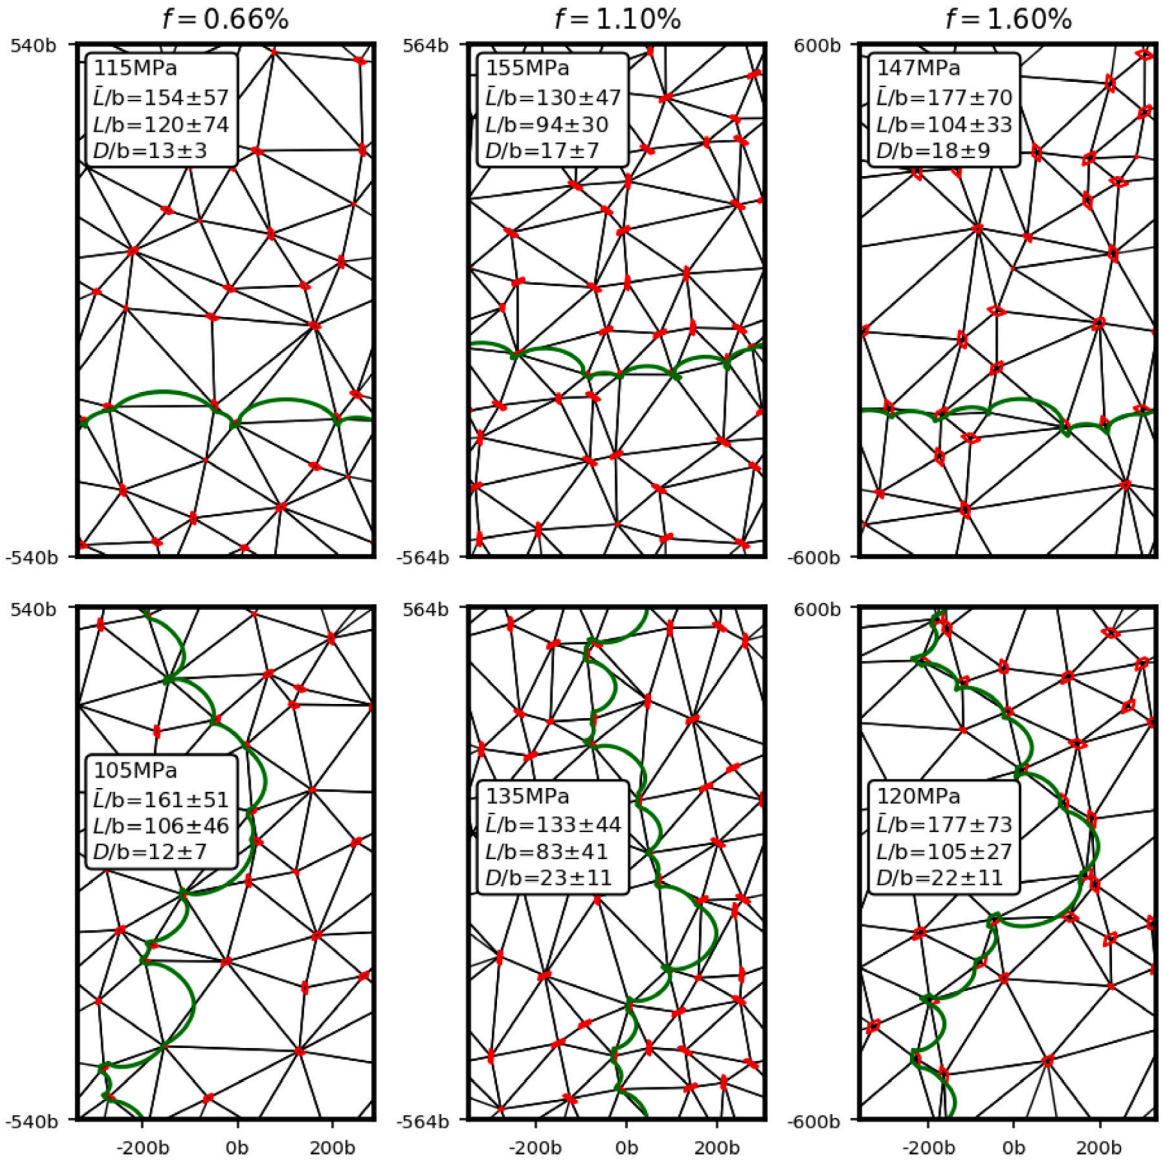 f = 0.66%
f = 1.10%
f = 1.60%
540b
115MPa
L̄/b=154±57
L/b=120±74
D/b=13±3
-540b
564b
155MPa
L̄/b=130±47
L/b=94±30
D/b=17±7
-564b
600b
147MPa
L̄/b=177±70
L/b=104±33
D/b=18±9
-600b
540b
105MPa
L̄/b=161±51
L/b=106±46
D/b=12±7
-540b
-200b 0b 200b
564b
135MPa
L̄/b=133±44
L/b=83±41
D/b=23±11
-564b
-200b 0b 200b
600b
120MPa
L̄/b=177±73
L/b=105±27
D/b=22±11
-600b
-200b 0b 200b